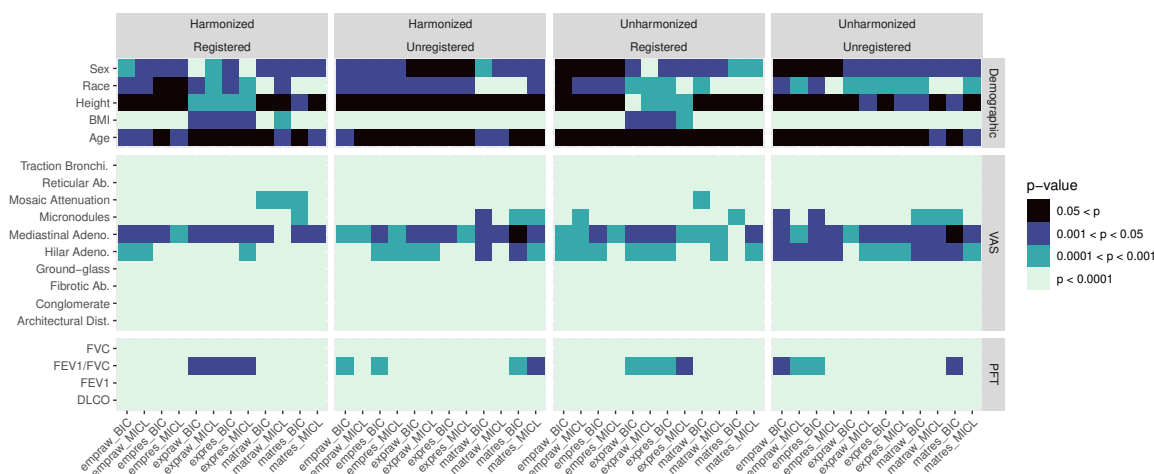 Harmonized
Harmonized
Unharmonized
Unharmonized
Registered
Unregistered
Registered
Unregistered
Sex
Race
Height
BMI
Age
Demographic
Traction Bronchi.
Reticular Ab.
Mosaic Attenuation
Micronodules
Mediastinal Adeno.
Hilar Adeno.
Ground−glass
Fibrotic Ab.
Conglomerate
Architectural Dist.
VAS
FVC
FEV1/FVC
FEV1
DLCO
PFT
empraw_BIC
empraw_MICL
empres_BIC
empres_MICL
expraw_BIC
expraw_MICL
expres_BIC
expres_MICL
matraw_BIC
matraw_MICL
matres_BIC
matres_MICL
empraw_BIC
empraw_MICL
empres_BIC
empres_MICL
expraw_BIC
expraw_MICL
expres_BIC
expres_MICL
matraw_BIC
matraw_MICL
matres_BIC
matres_MICL
empraw_BIC
empraw_MICL
empres_BIC
empres_MICL
expraw_BIC
expraw_MICL
expres_BIC
expres_MICL
matraw_BIC
matraw_MICL
matres_BIC
matres_MICL
empraw_BIC
empraw_MICL
empres_BIC
empres_MICL
expraw_BIC
expraw_MICL
expres_BIC
expres_MICL
matraw_BIC
matraw_MICL
matres_BIC
matres_MICL
p−value
0.05 < p
0.001 < p < 0.05
0.0001 < p < 0.001
p < 0.0001